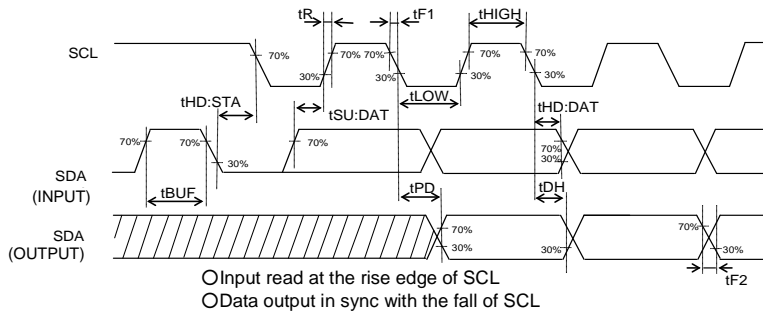 tR tF1 tHIGH
SCL 70% 70% 70% 70% 70%
30% 30% 30% 30%
tHD:STA tLOW tHD:DAT
tSU:DAT
70% 70% 70% 70%
30% 30%
SDA
(INPUT)
tBUF tPD tDH
SDA
(OUTPUT)
70% 70%
30% 30% 30%
tF2
○Input read at the rise edge of SCL
○Data output in sync with the fall of SCL